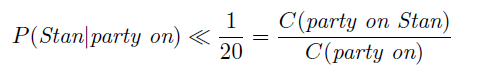 P(Stan|party on) ≪ 1/20 = C(party on Stan)/C(party on)